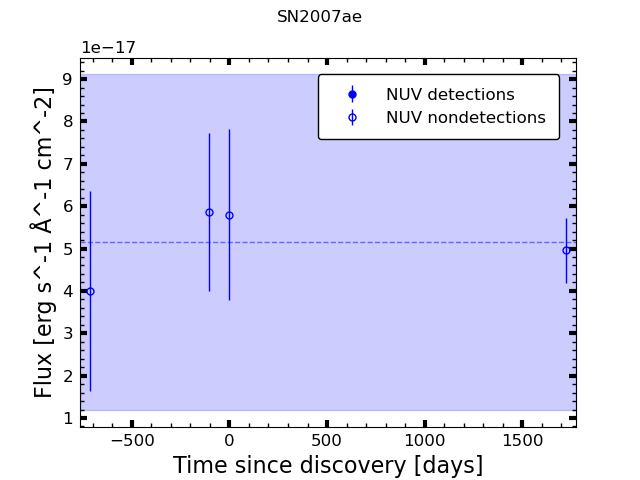 SN2007ae
1e−17
NUV detections
NUV nondetections
9
8
7
6
5
4
3
2
1
Flux [erg s^-1 Å^-1 cm^-2]
−500 0 500 1000 1500
Time since discovery [days]